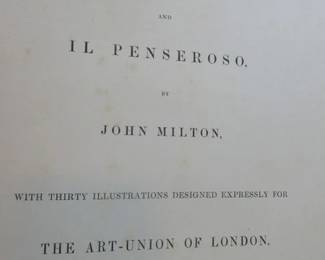 AND
IL PENSEROSO,
BY
JOHN MILTON,
WITH THIRTY ILLUSTRATIONS DESIGNED EXPRESSLY FOR
THE ART-UNION OF LONDON.